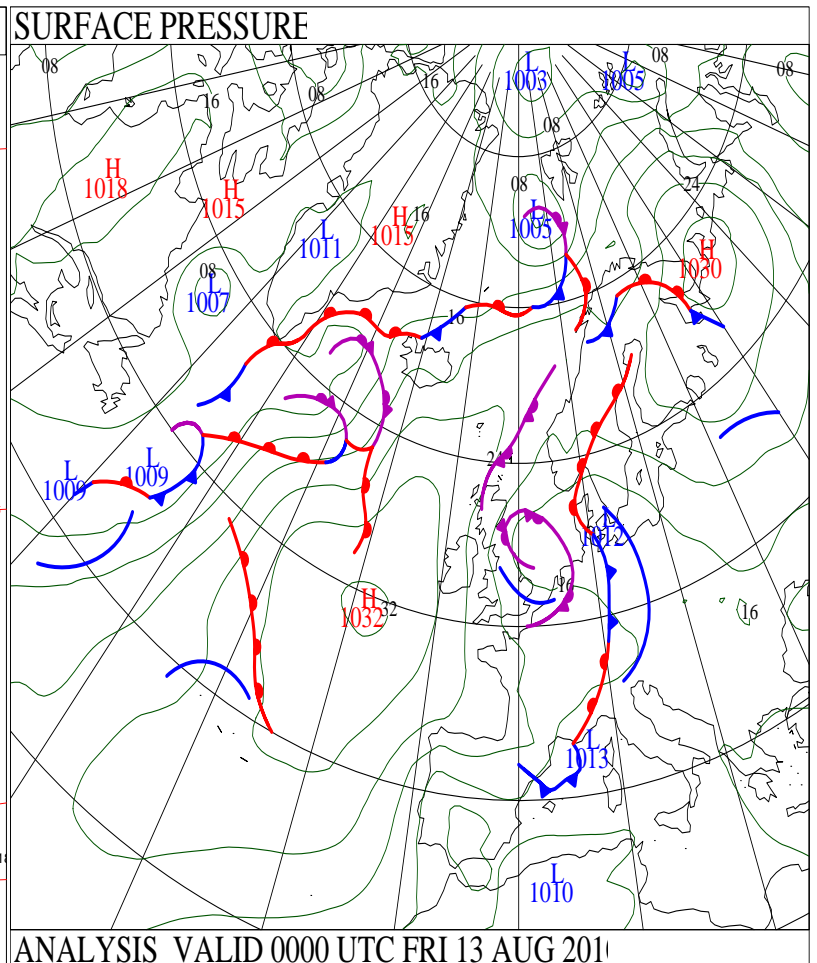 SURFACE PRESSURE
08
16
08
16
L
1003
08
L
1005
08
08
H
1018
H
1015
L
1011
H
1015
16
08
L
1005
24
H
1030
08
L
1007
16
L
1009
L
1009
24
L
1012
16
16
H
1032
32
L
1013
L
1010
ANALYSIS VALID 0000 UTC FRI 13 AUG 201